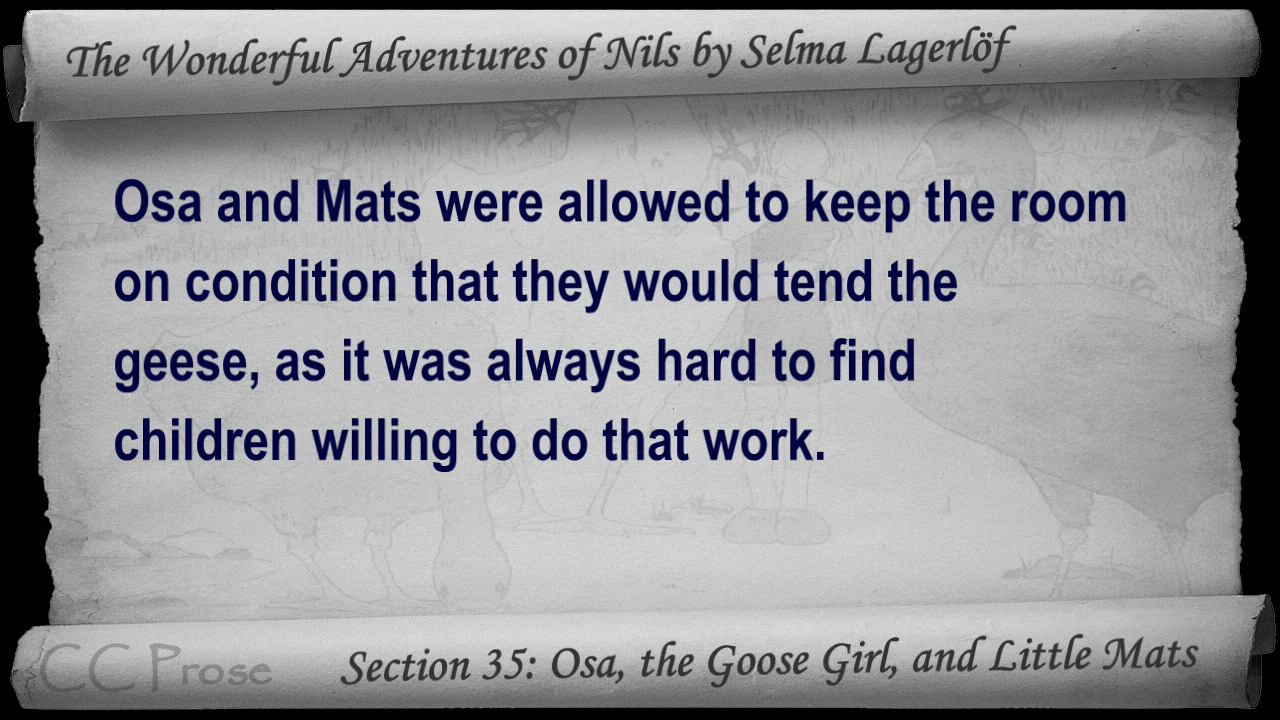 The Wonderful Adventures of Nils by Selma Lagerlöf
Osa and Mats were allowed to keep the room
on condition that they would tend the
geese, as it was always hard to find
children willing to do that work.
CC Prose
Section 35: Osa, the Goose Girl, and Little Mats